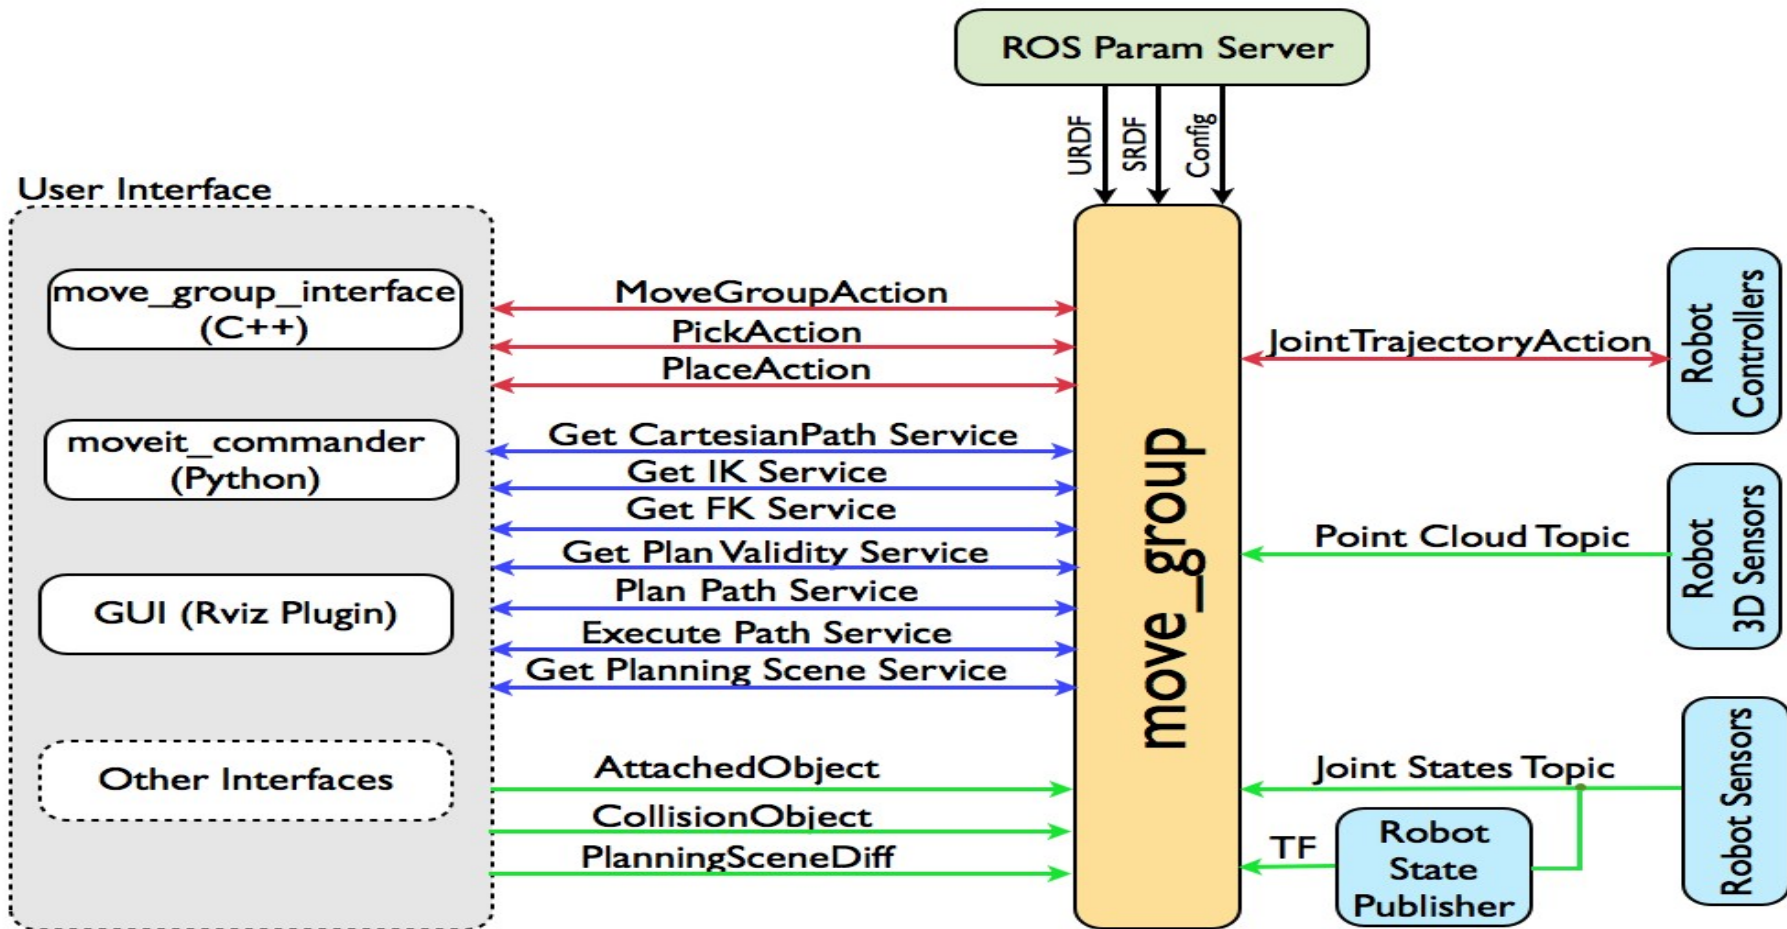 ROS Param Server
URDF
SRDF
Config
User Interface
move_group_interface
(C++)
moveit_commander
(Python)
GUI (Rviz Plugin)
Other Interfaces
MoveGroupAction
PickAction
PlaceAction
Get CartesianPath Service
Get IK Service
Get FK Service
Get Plan Validity Service
Plan Path Service
Execute Path Service
Get Planning Scene Service
AttachedObject
CollisionObject
PlanningSceneDiff
move_group
JointTrajectoryAction
Point Cloud Topic
Joint States Topic
TF
Robot
State
Publisher
Robot
Controllers
Robot
3D Sensors
Robot Sensors